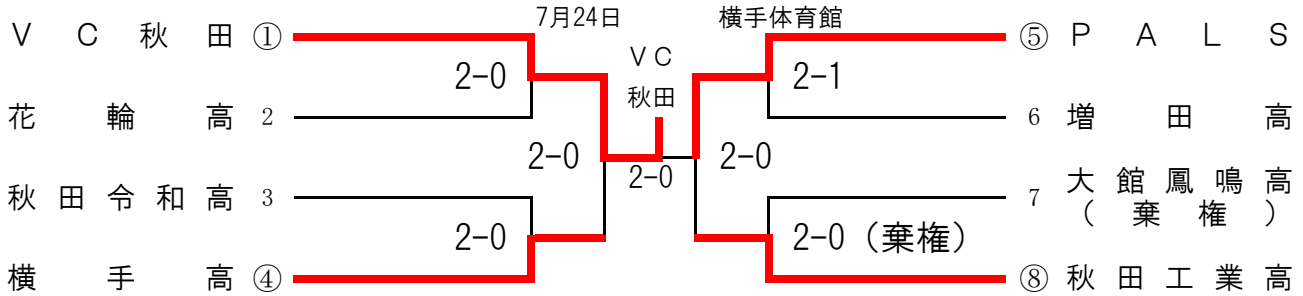 7月24日 横手体育館
VC秋田 ① ⑤ PALS
VC
秋田
2-0 2-1
花輪高 2 6 増田高
2-0 2-0 2-0
秋田令和高 3 7 大館鳳鳴高
(棄権)
2-0 2-0(棄権)
横手高 ④ ⑧ 秋田工業高